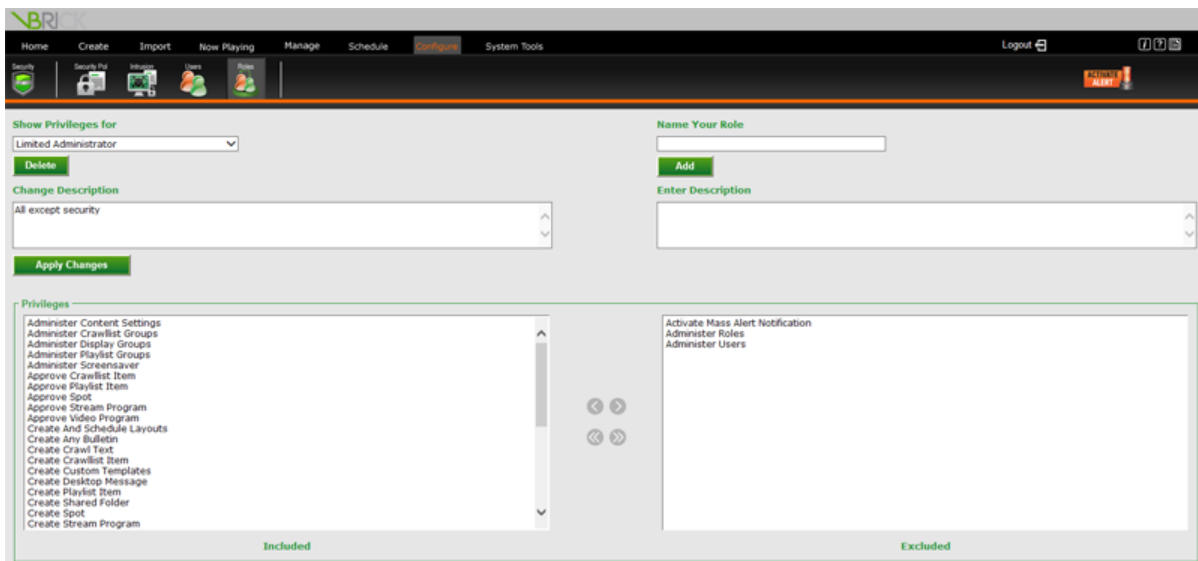 VBRICK
Home Create Import Now Playing Manage Schedule Configure System Tools Logout
Security Security Pol Intrusion Users Roles ACTIVATE
ALERT
Show Privileges for Name Your Role
Limited Administrator
Delete Add
Change Description Enter Description
All except security
Apply Changes
Privileges
Administer Content Settings
Administer Crawllist Groups
Administer Display Groups
Administer Playlist Groups
Administer Screensaver
Approve Crawllist Item
Approve Playlist Item
Approve Spot
Approve Stream Program
Approve Video Program
Create And Schedule Layouts
Create Any Bulletin
Create Crawl Text
Create Crawllist Item
Create Custom Templates
Create Desktop Message
Create Playlist Item
Create Shared Folder
Create Spot
Create Stream Program
Activate Mass Alert Notification
Administer Roles
Administer Users
Included Excluded